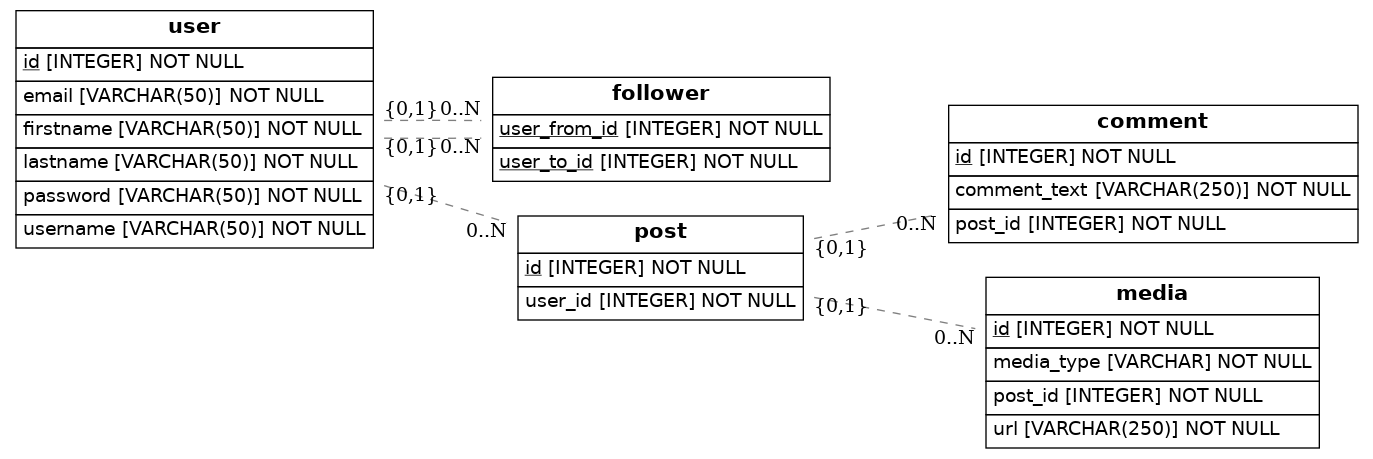 user
id [INTEGER] NOT NULL
email [VARCHAR(50)] NOT NULL
firstname [VARCHAR(50)] NOT NULL
lastname [VARCHAR(50)] NOT NULL
password [VARCHAR(50)] NOT NULL
username [VARCHAR(50)] NOT NULL
{0,1} 0..N
{0,1} 0..N
{0,1}
0..N
follower
user_from_id [INTEGER] NOT NULL
user_to_id [INTEGER] NOT NULL
post
id [INTEGER] NOT NULL
user_id [INTEGER] NOT NULL
0..N
{0,1}
{0,1}
0..N
comment
id [INTEGER] NOT NULL
comment_text [VARCHAR(250)] NOT NULL
post_id [INTEGER] NOT NULL
media
id [INTEGER] NOT NULL
media_type [VARCHAR] NOT NULL
post_id [INTEGER] NOT NULL
url [VARCHAR(250)] NOT NULL